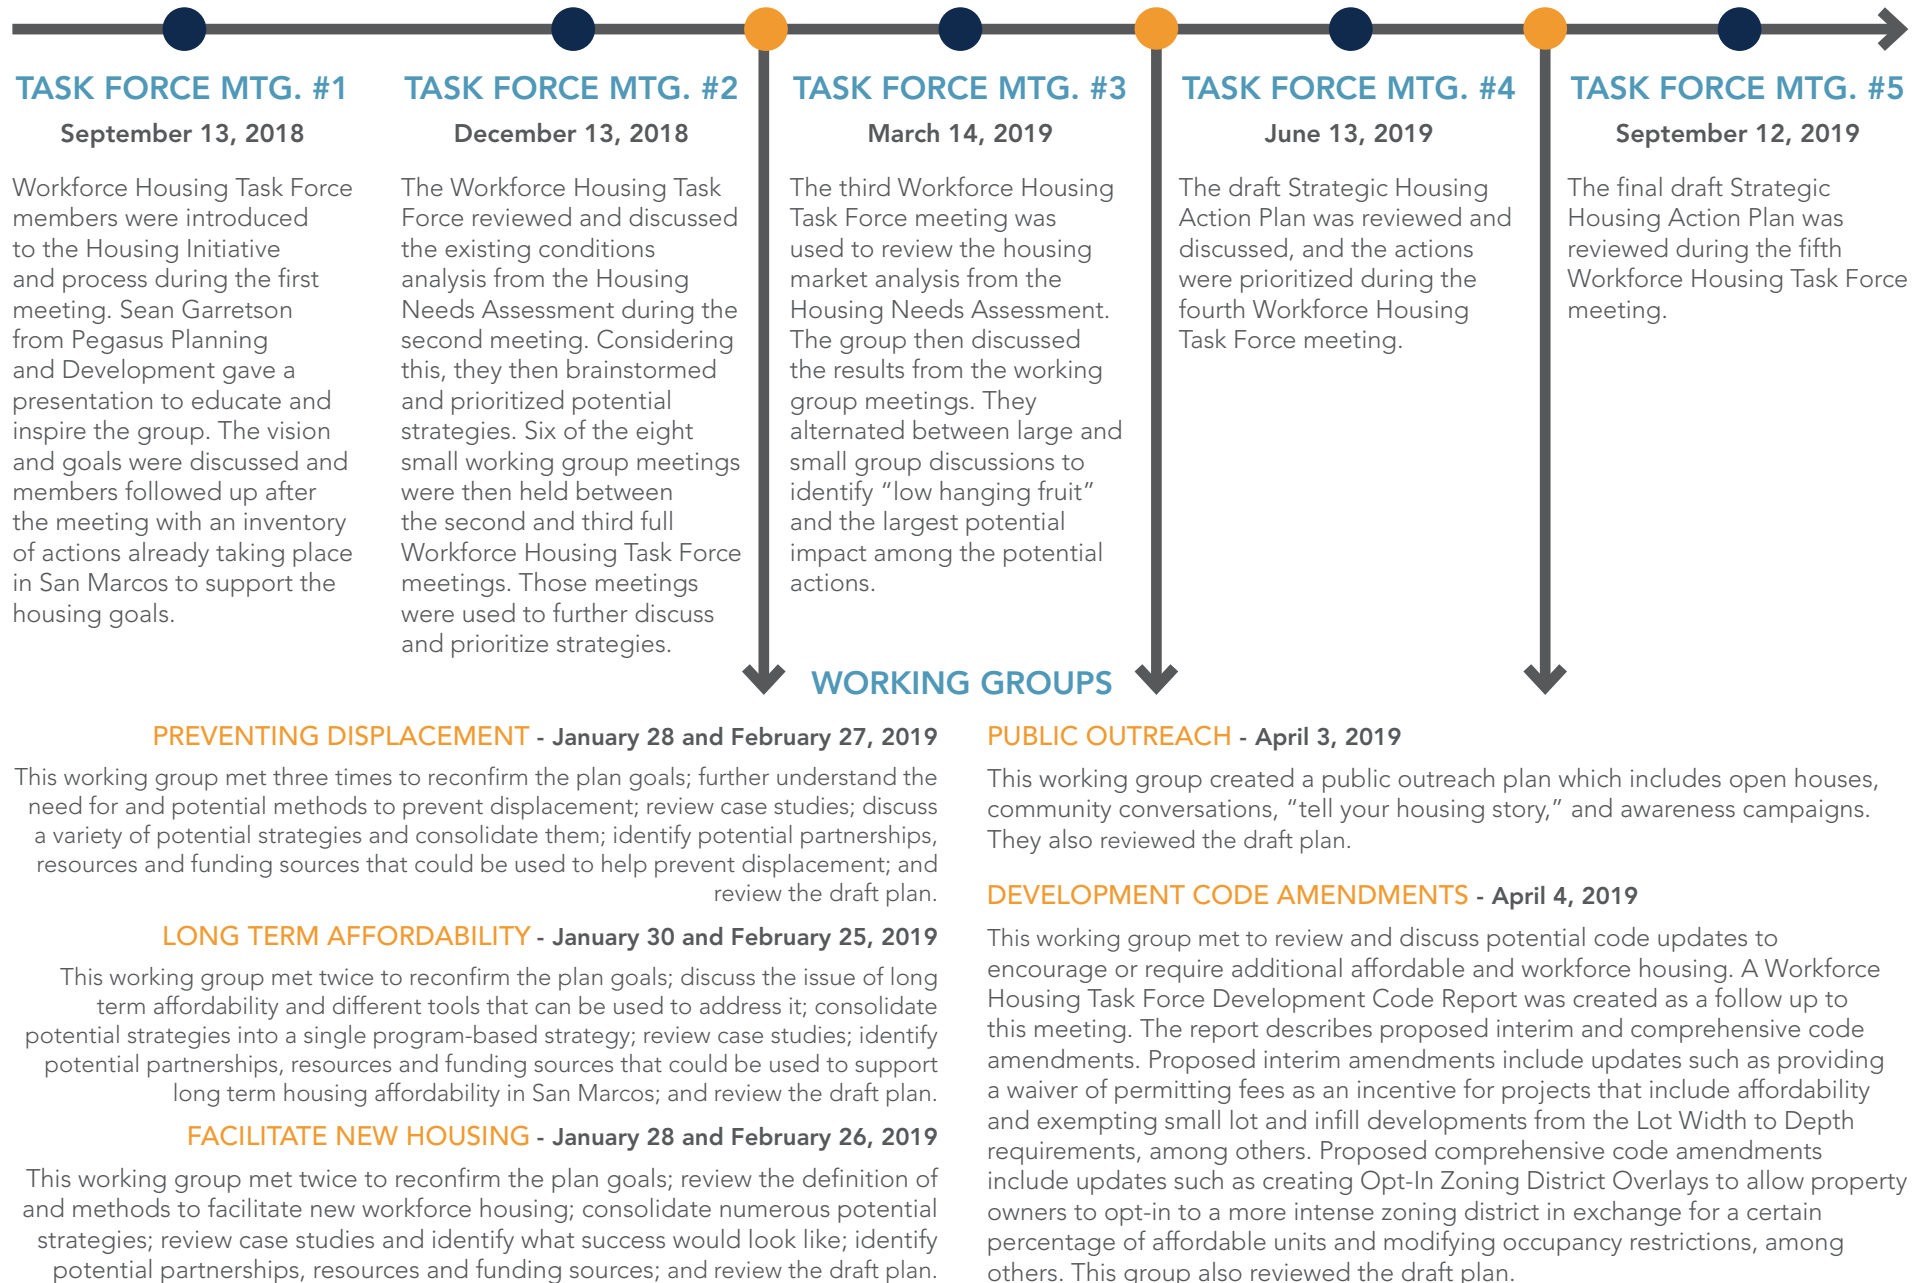 TASK FORCE MTG. #1
September 13, 2018
Workforce Housing Task Force
members were introduced
to the Housing Initiative
and process during the first
meeting. Sean Garretson
from Pegasus Planning
and Development gave a
presentation to educate and
inspire the group. The vision
and goals were discussed and
members followed up after
the meeting with an inventory
of actions already taking place
in San Marcos to support the
housing goals.
TASK FORCE MTG. #2
December 13, 2018
The Workforce Housing Task
Force reviewed and discussed
the existing conditions
analysis from the Housing
Needs Assessment during the
second meeting. Considering
this, they then brainstormed
and prioritized potential
strategies. Six of the eight
small working group meetings
were then held between
the second and third full
Workforce Housing Task Force
meetings. Those meetings
were used to further discuss
and prioritize strategies.
TASK FORCE MTG. #3
March 14, 2019
The third Workforce Housing
Task Force meeting was
used to review the housing
market analysis from the
Housing Needs Assessment.
The group then discussed
the results from the working
group meetings. They
alternated between large and
small group discussions to
identify “low hanging fruit”
and the largest potential
impact among the potential
actions.
TASK FORCE MTG. #4
June 13, 2019
The draft Strategic Housing
Action Plan was reviewed and
discussed, and the actions
were prioritized during the
fourth Workforce Housing
Task Force meeting.
TASK FORCE MTG. #5
September 12, 2019
The final draft Strategic
Housing Action Plan was
reviewed during the fifth
Workforce Housing Task Force
meeting.
WORKING GROUPS
PREVENTING DISPLACEMENT - January 28 and February 27, 2019
This working group met three times to reconfirm the plan goals; further understand the
need for and potential methods to prevent displacement; review case studies; discuss
a variety of potential strategies and consolidate them; identify potential partnerships,
resources and funding sources that could be used to help prevent displacement; and
review the draft plan.
LONG TERM AFFORDABILITY - January 30 and February 25, 2019
This working group met twice to reconfirm the plan goals; discuss the issue of long
term affordability and different tools that can be used to address it; consolidate
potential strategies into a single program-based strategy; review case studies; identify
potential partnerships, resources and funding sources that could be used to support
long term housing affordability in San Marcos; and review the draft plan.
FACILITATE NEW HOUSING - January 28 and February 26, 2019
This working group met twice to reconfirm the plan goals; review the definition of
and methods to facilitate new workforce housing; consolidate numerous potential
strategies; review case studies and identify what success would look like; identify
potential partnerships, resources and funding sources; and review the draft plan.
PUBLIC OUTREACH - April 3, 2019
This working group created a public outreach plan which includes open houses,
community conversations, “tell your housing story,” and awareness campaigns.
They also reviewed the draft plan.
DEVELOPMENT CODE AMENDMENTS - April 4, 2019
This working group met to review and discuss potential code updates to
encourage or require additional affordable and workforce housing. A Workforce
Housing Task Force Development Code Report was created as a follow up to
this meeting. The report describes proposed interim and comprehensive code
amendments. Proposed interim amendments include updates such as providing
a waiver of permitting fees as an incentive for projects that include affordability
and exempting small lot and infill developments from the Lot Width to Depth
requirements, among others. Proposed comprehensive code amendments
include updates such as creating Opt-In Zoning District Overlays to allow property
owners to opt-in to a more intense zoning district in exchange for a certain
percentage of affordable units and modifying occupancy restrictions, among
others. This group also reviewed the draft plan.